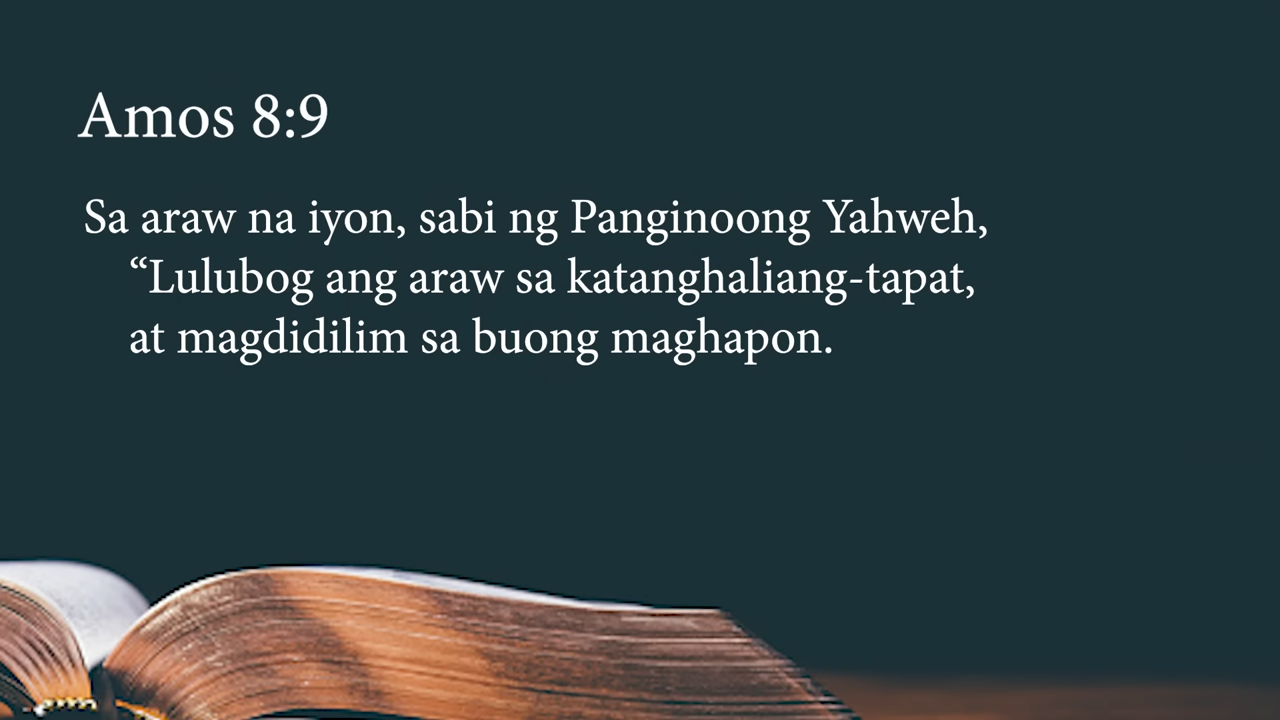 Amos 8:9
Sa araw na iyon, sabi ng Panginoong Yahweh,
“Lulubog ang araw sa katanghaliang-tapat,
at magdidilim sa buong maghapon.